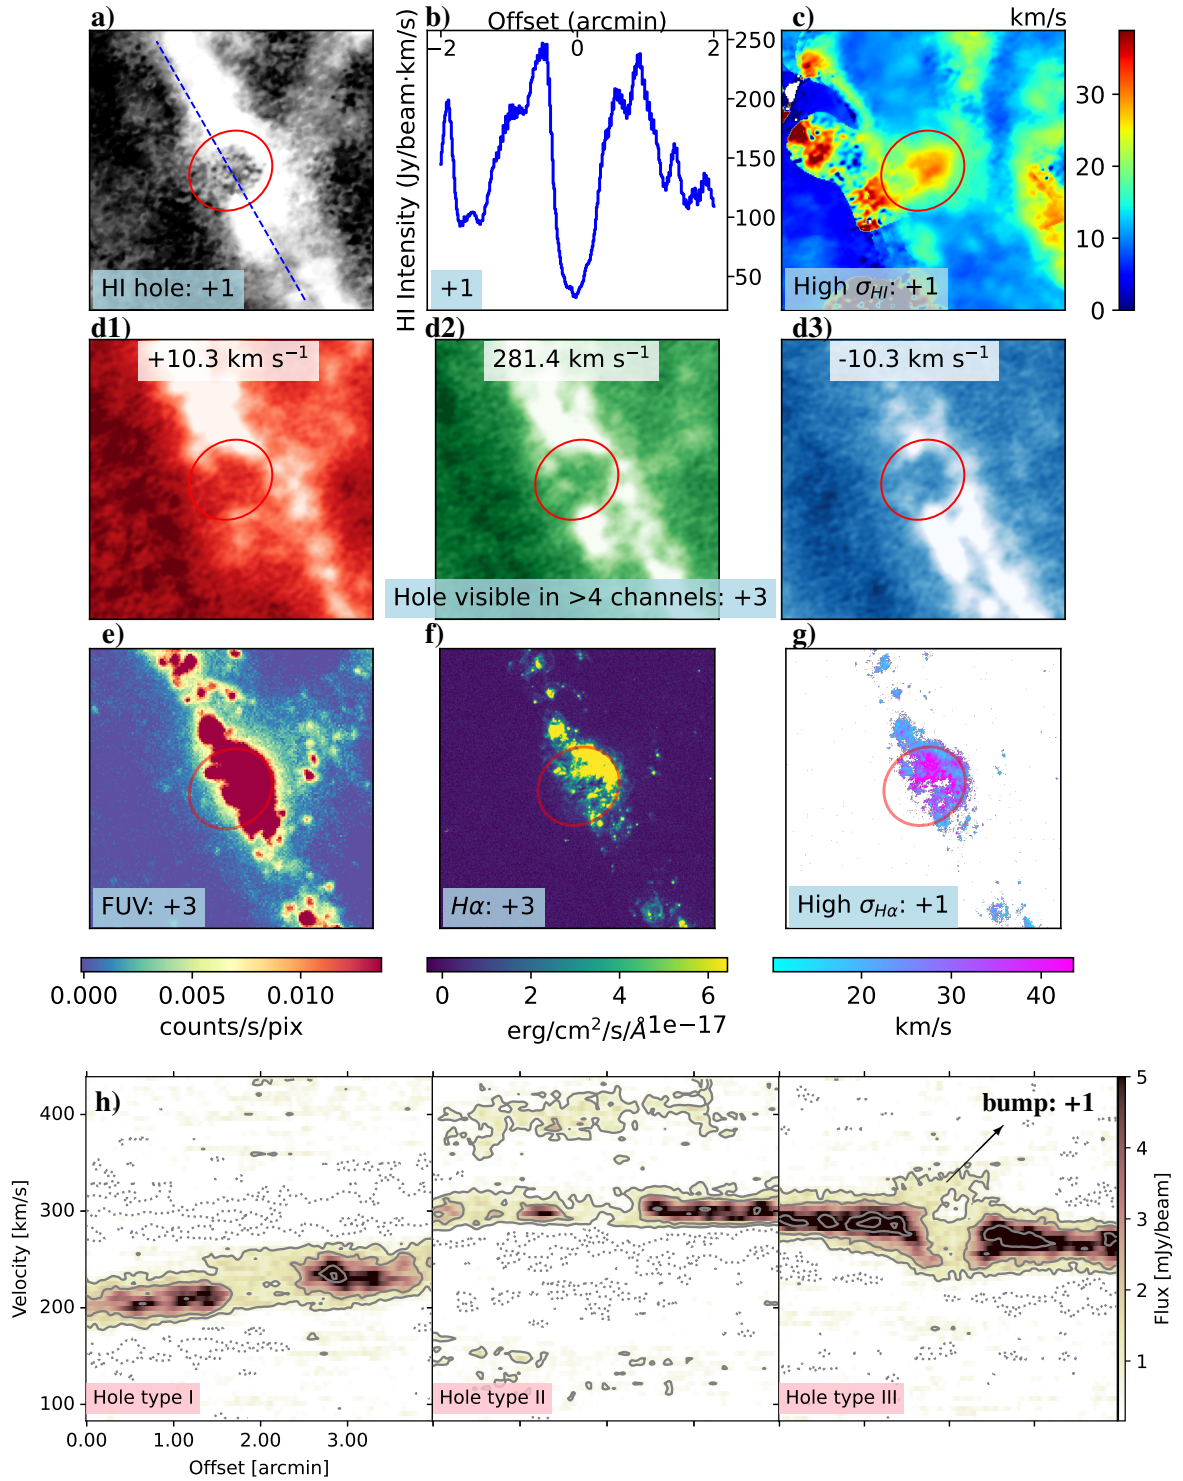 a)
b)
Offset (arcmin)
c)
km/s
−2
0
2
HI Intensity (Jy/beam·km/s)
250
200
150
100
50
30
20
10
0
HI hole: +1
+1
High σHI: +1
d1)
d2)
d3)
+10.3 km s⁻¹
281.4 km s⁻¹
-10.3 km s⁻¹
Hole visible in >4 channels: +3
e)
f)
g)
FUV: +3
Hα: +3
High σHα: +1
0.000 0.005 0.010
counts/s/pix
0 2 4 6
erg/cm²/s/Å
1e−17
20 30 40
km/s
h)
bump: +1
Velocity [km/s]
400
300
200
100
Hole type I
Hole type II
Hole type III
0.00 1.00 2.00 3.00
Offset [arcmin]
5
4
3
2
1
Flux [mJy/beam]